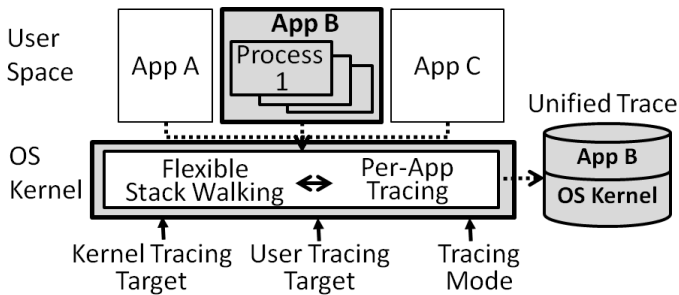 User
Space
App A
App B
Process
1
App C
Unified Trace
App B
OS Kernel
OS
Kernel
Flexible
Stack Walking
Per-App
Tracing
Kernel Tracing
Target
User Tracing
Target
Tracing
Mode